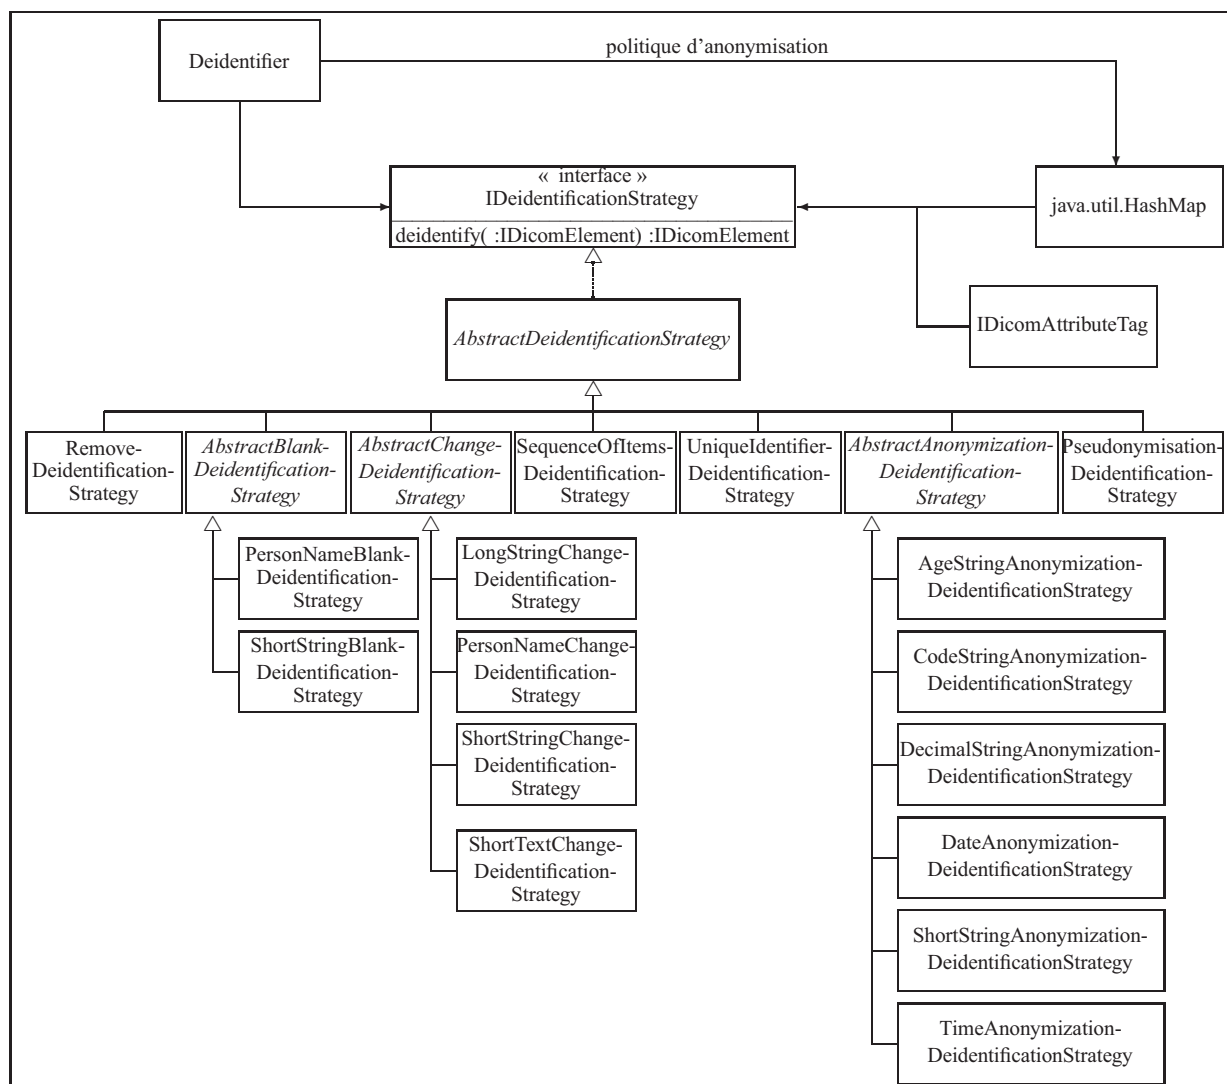 Deidentifier
politique d'anonymisation
« interface »
IDeidentificationStrategy
deidentify( :IDicomElement) :IDicomElement
java.util.HashMap
IDicomAttributeTag
AbstractDeidentificationStrategy
Remove-
Deidentification-
Strategy
AbstractBlank-
Deidentification-
Strategy
AbstractChange-
Deidentification-
Strategy
SequenceOfItems-
Deidentification-
Strategy
UniqueIdentifier-
Deidentification-
Strategy
AbstractAnonymization-
Deidentification-
Strategy
Pseudonymisation-
Deidentification-
Strategy
PersonNameBlank-
Deidentification-
Strategy
ShortStringBlank-
Deidentification-
Strategy
LongStringChange-
Deidentification-
Strategy
PersonNameChange-
Deidentification-
Strategy
ShortStringChange-
Deidentification-
Strategy
ShortTextChange-
Deidentification-
Strategy
AgeStringAnonymization-
DeidentificationStrategy
CodeStringAnonymization-
DeidentificationStrategy
DecimalStringAnonymization-
DeidentificationStrategy
DateAnonymization-
DeidentificationStrategy
ShortStringAnonymization-
DeidentificationStrategy
TimeAnonymization-
DeidentificationStrategy